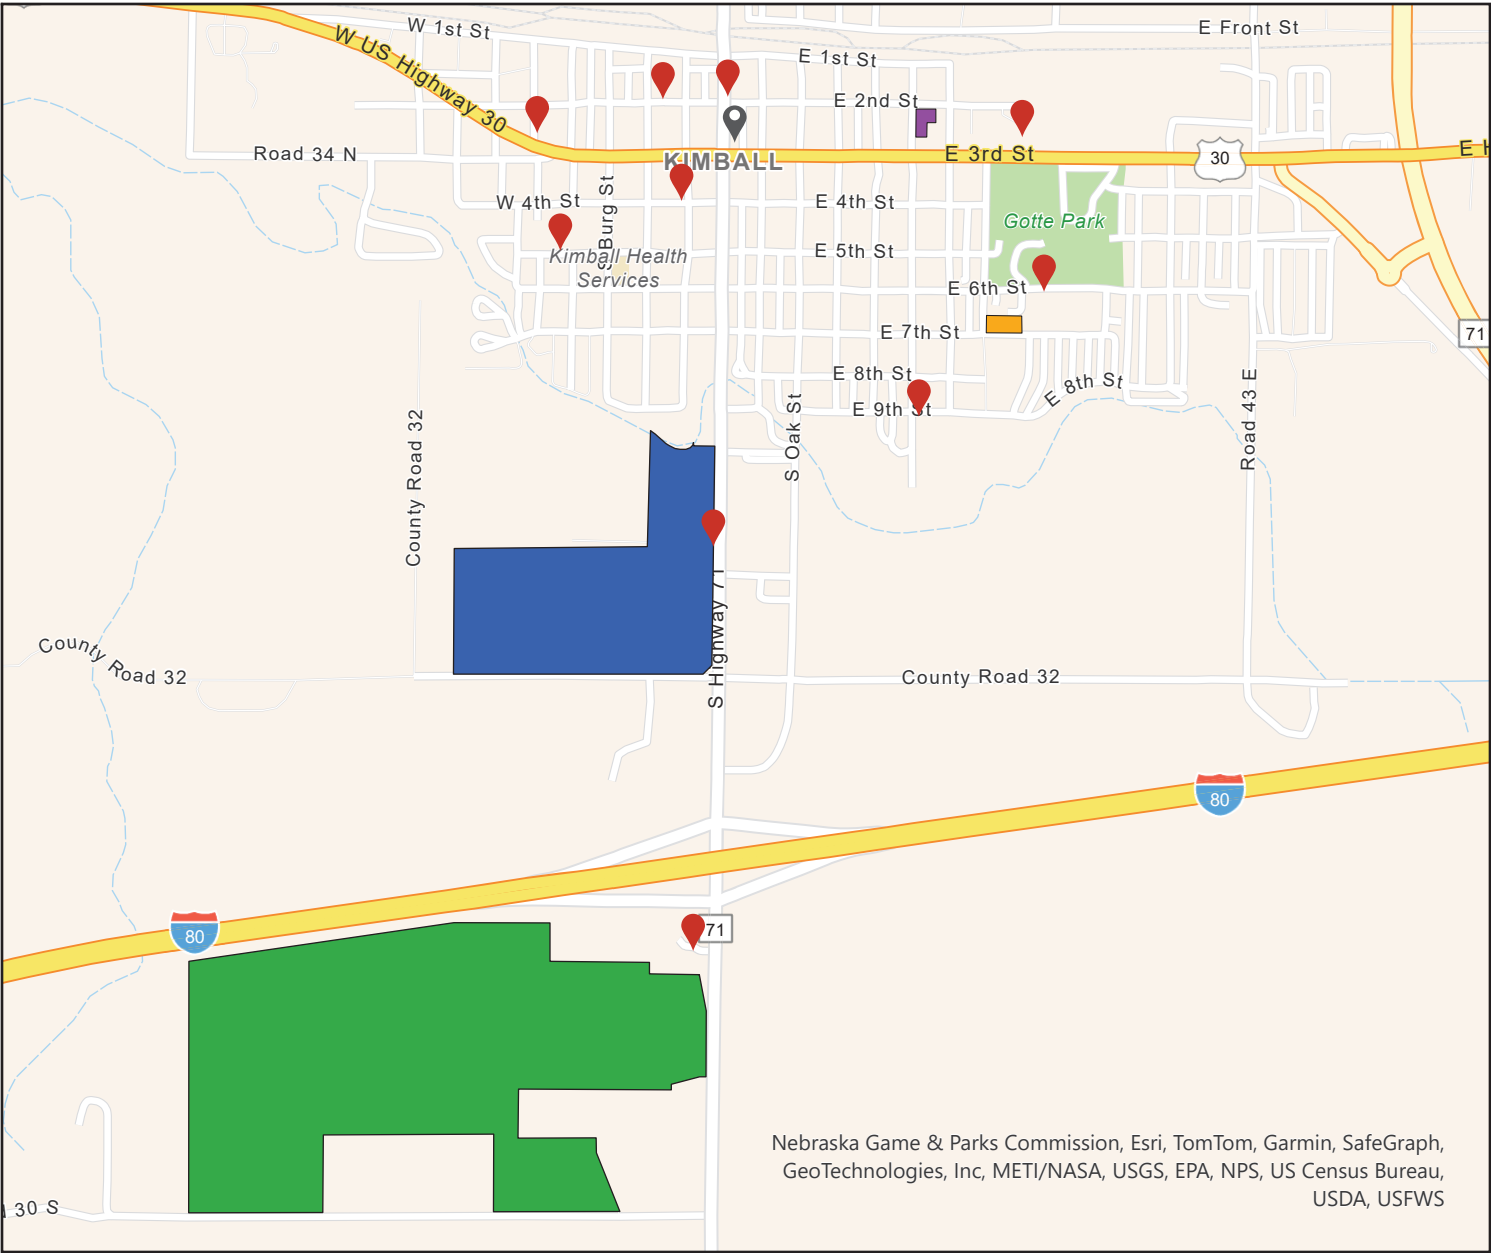 W 1st St
E Front St
W US Highway 30
E 1st St
E 2nd St
Road 34 N
KIMBALL
E 3rd St
30
W 4th St
S Burg St
E 4th St
Gotte Park
Kimball Health
Services
E 5th St
E 6th St
E 7th St
71
E 8th St
E 8th St
E 9th St
S Oak St
Road 43 E
County Road 32
County Road 32
S Highway 71
County Road 32
80
80
71
30 S
Nebraska Game & Parks Commission, Esri, TomTom, Garmin, SafeGraph,
GeoTechnologies, Inc, METI/NASA, USGS, EPA, NPS, US Census Bureau,
USDA, USFWS